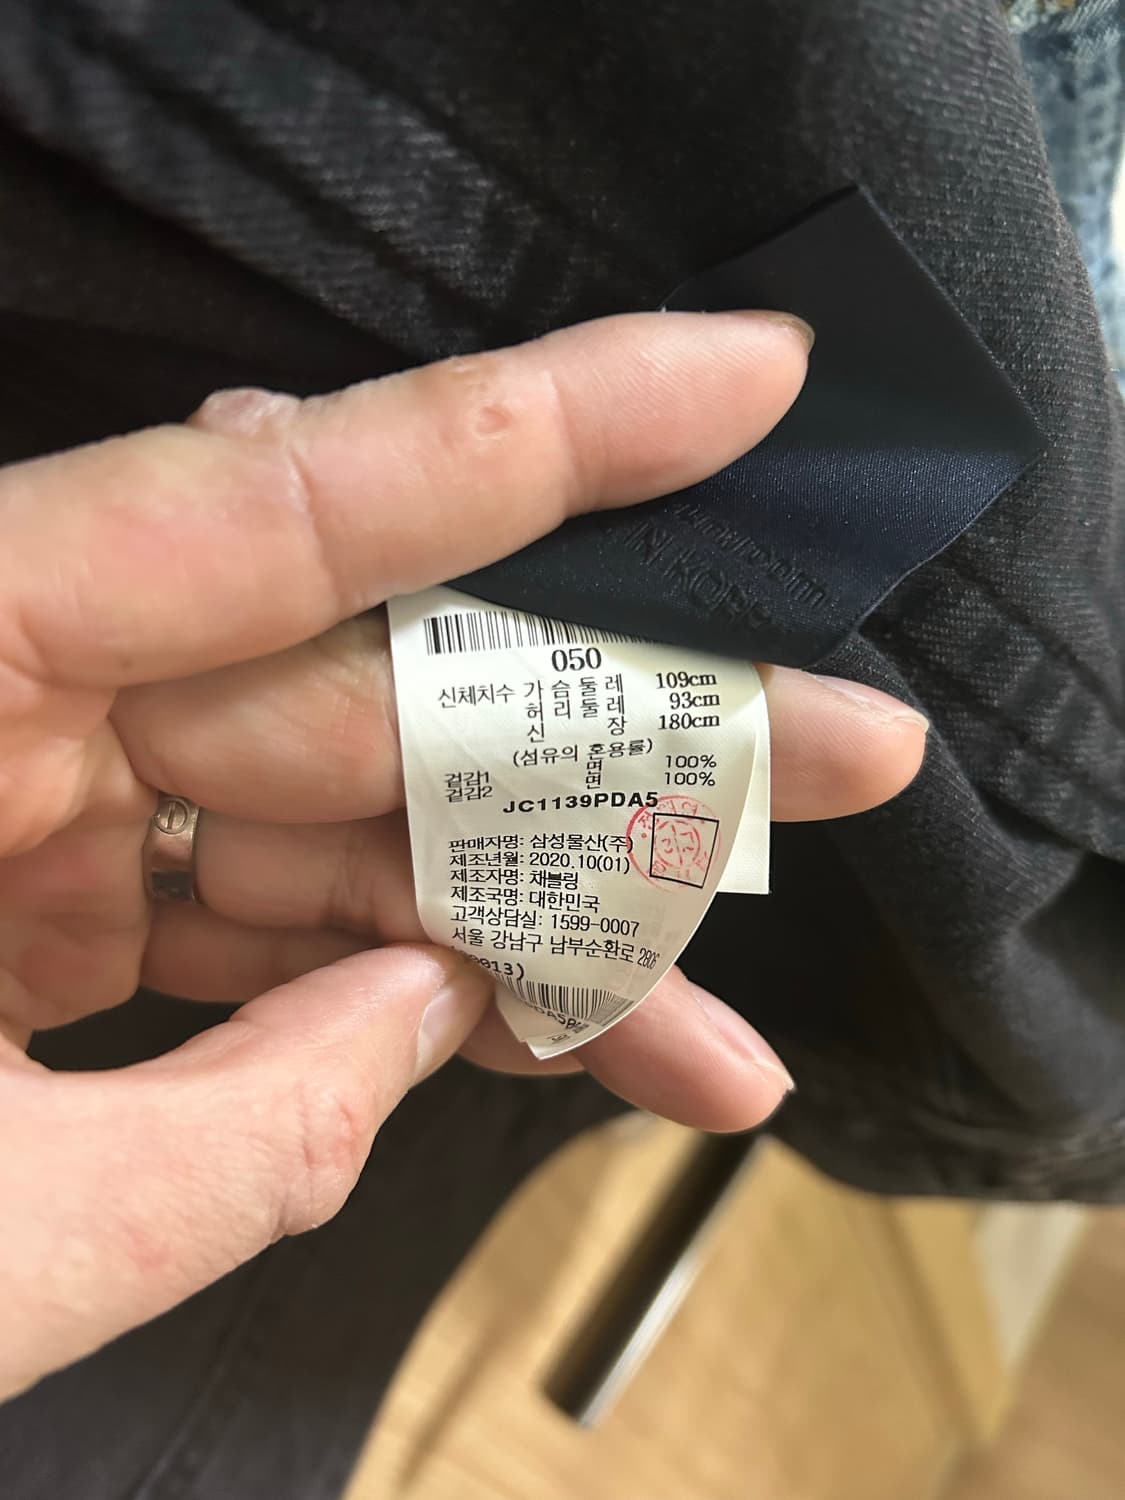 IN KORE
050
신체치수 가슴둘레 109cm
허리둘레 93cm
신장 180cm
(섬유의 혼용률)
겉감1 면 100%
겉감2 면 100%
JC1139PDA5
판매자명: 삼성물산(주)
제조년월: 2020.10(01)
제조자명: 채블링
제조국명: 대한민국
고객상담실: 1599-0007
서울 강남구 남부순환로 2806